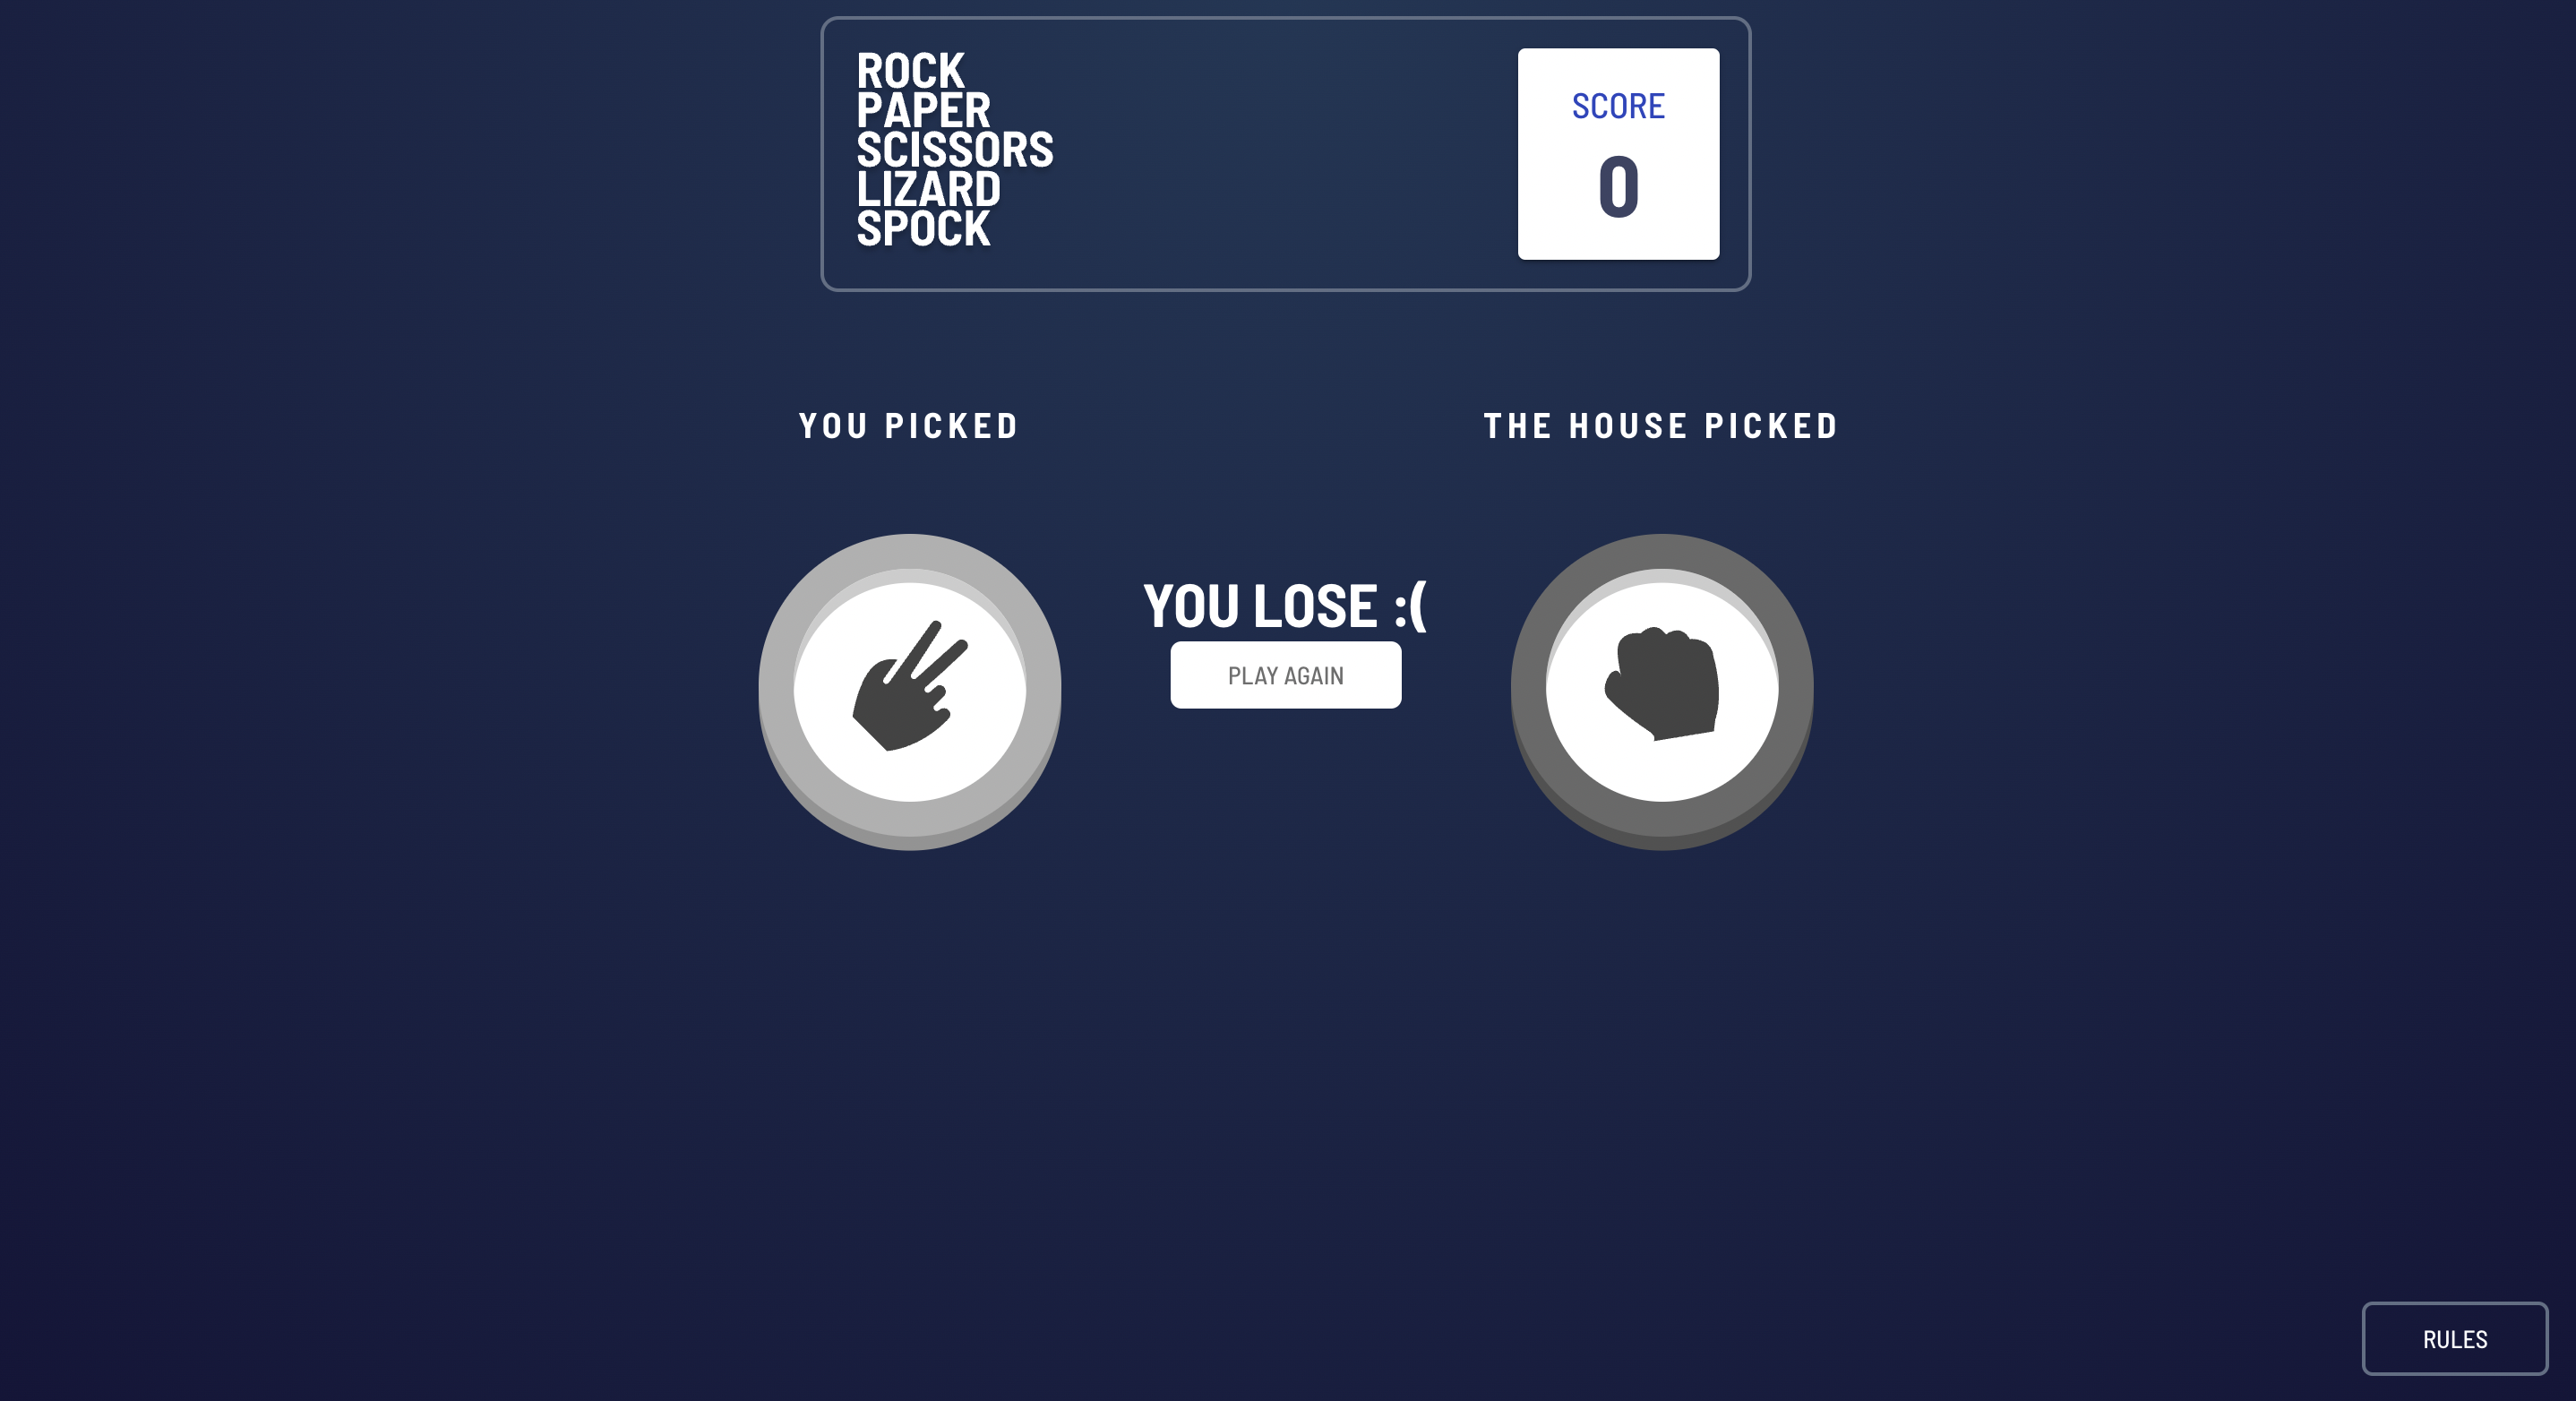 ROCK
PAPER
SCISSORS
LIZARD
SPOCK
SCORE
0
YOU PICKED
THE HOUSE PICKED
YOU LOSE :(
PLAY AGAIN
RULES